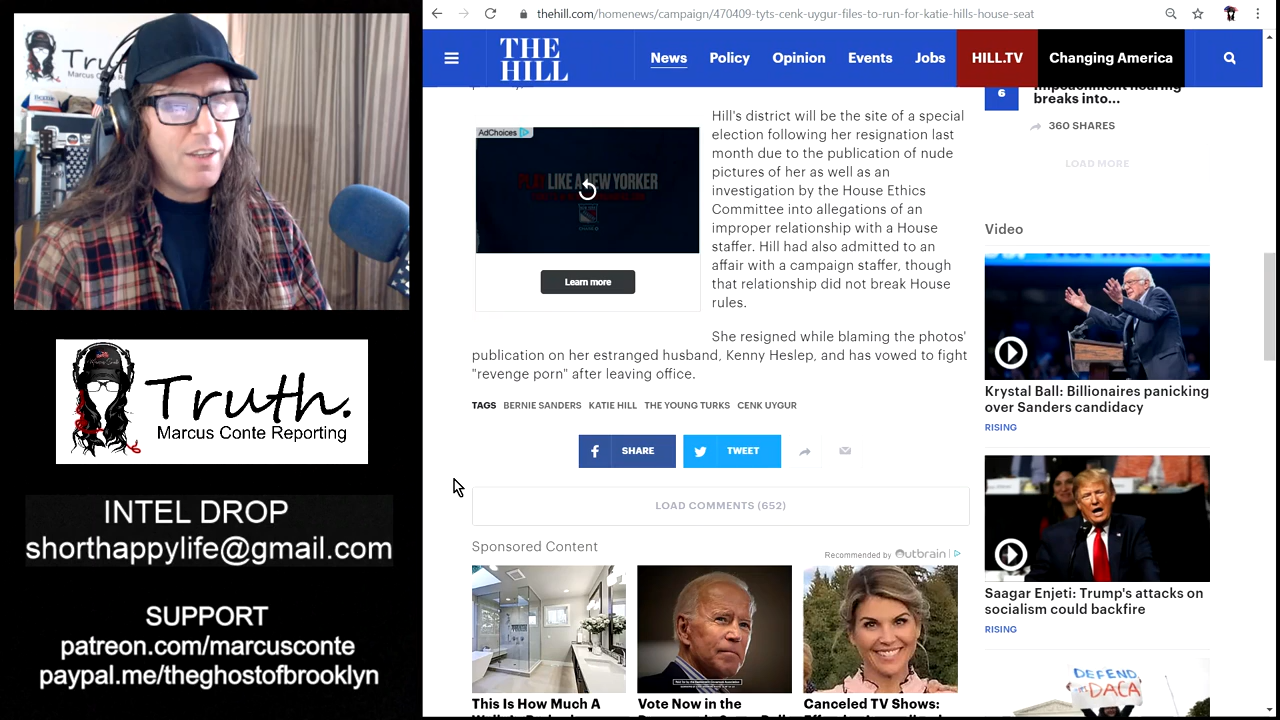 Truth.
Marcus Conte Reporting
INTEL DROP
shorthappylife@gmail.com
SUPPORT
patreon.com/marcusconte
paypal.me/theghostofbrooklyn
thehill.com/homenews/campaign/470409-tyts-cenk-uygur-files-to-run-for-katie-hills-house-seat
THE HILL
News Policy Opinion Events Jobs HILL.TV Changing America
AdChoices
LIKE A NEW YORKER
Learn more
Hill's district will be the site of a special
election following her resignation last
month due to the publication of nude
pictures of her as well as an
investigation by the House Ethics
Committee into allegations of an
improper relationship with a House
staffer. Hill had also admitted to an
affair with a campaign staffer, though
that relationship did not break House
rules.
She resigned while blaming the photos'
publication on her estranged husband, Kenny Heslep, and has vowed to fight
"revenge porn" after leaving office.
TAGS BERNIE SANDERS KATIE HILL THE YOUNG TURKS CENK UYGUR
SHARE TWEET
LOAD COMMENTS (652)
Sponsored Content
Recommended by Outbrain
This Is How Much A
Vote Now in the
Canceled TV Shows:
6
breaks into...
360 SHARES
LOAD MORE
Video
Krystal Ball: Billionaires panicking
over Sanders candidacy
RISING
Saagar Enjeti: Trump's attacks on
socialism could backfire
RISING
DEFEND
DACA